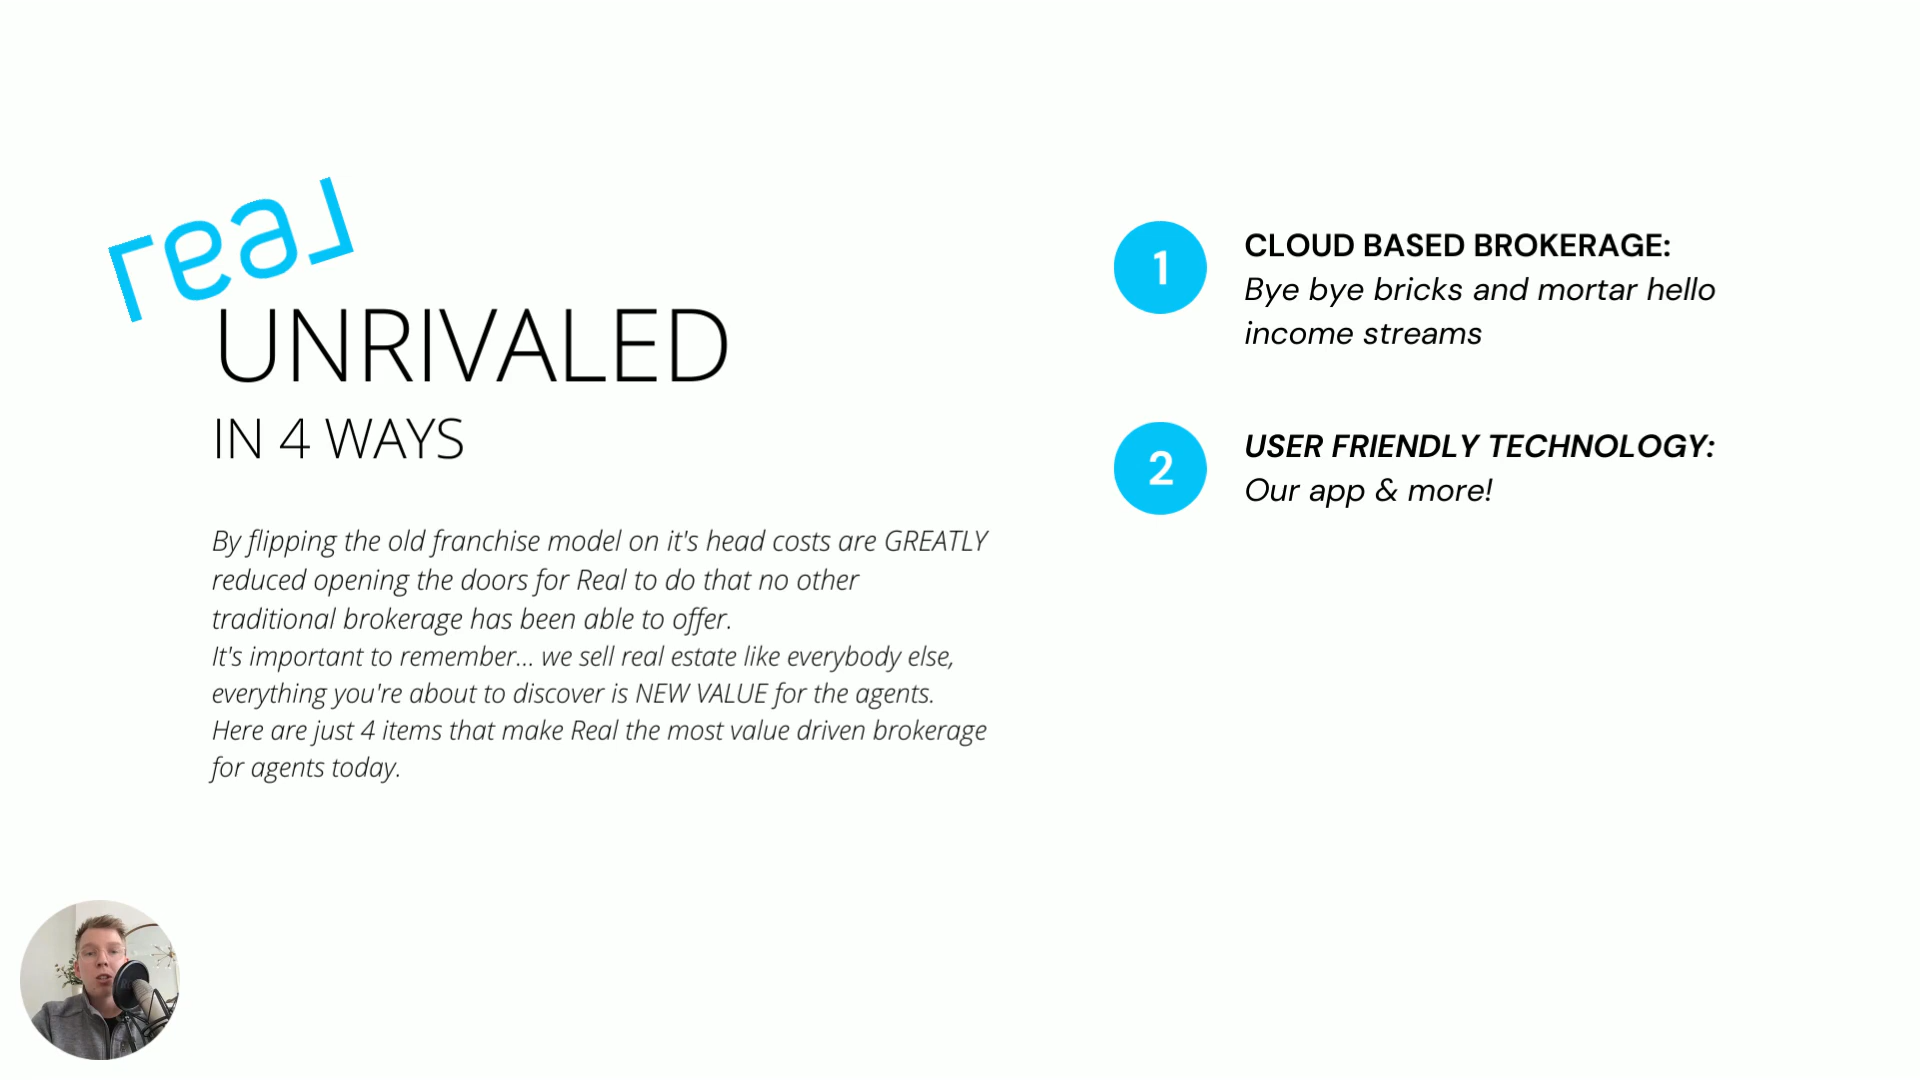 real
UNRIVALED
IN 4 WAYS
By flipping the old franchise model on it's head costs are GREATLY
reduced opening the doors for Real to do that no other
traditional brokerage has been able to offer.
It's important to remember... we sell real estate like everybody else,
everything you're about to discover is NEW VALUE for the agents.
Here are just 4 items that make Real the most value driven brokerage
for agents today.
1
CLOUD BASED BROKERAGE:
Bye bye bricks and mortar hello
income streams
2
USER FRIENDLY TECHNOLOGY:
Our app & more!